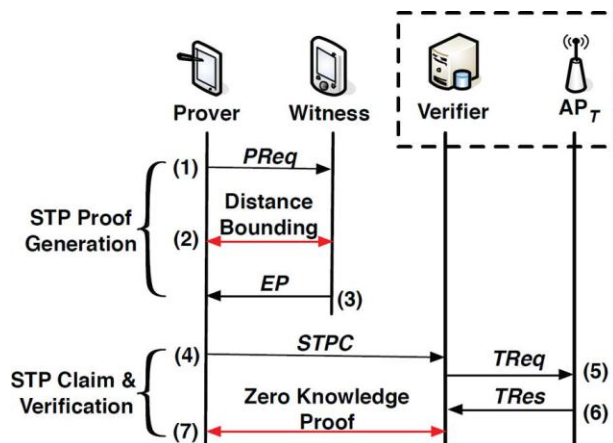 Prover
Witness
Verifier
AP_T
(1)
PReq
STP Proof
Generation
Distance
Bounding
(2)
EP
(3)
(4)
STPC
TReq
(5)
STP Claim &
Verification
TRes
(6)
Zero Knowledge
Proof
(7)